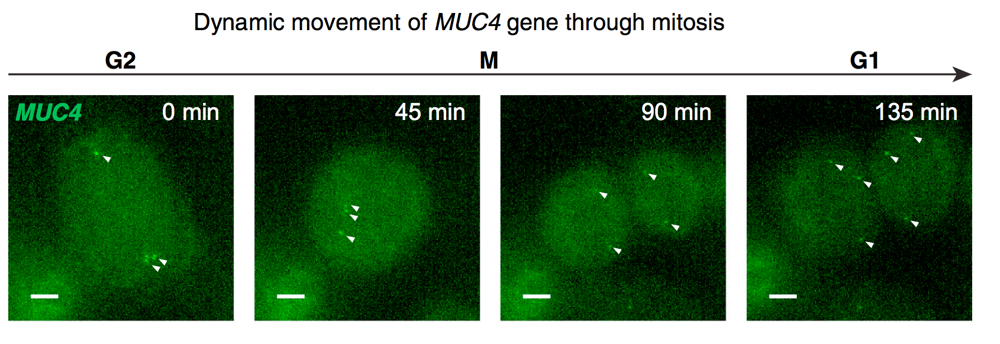 Dynamic movement of MUC4 gene through mitosis
G2 M G1
MUC4 0 min 45 min 90 min 135 min